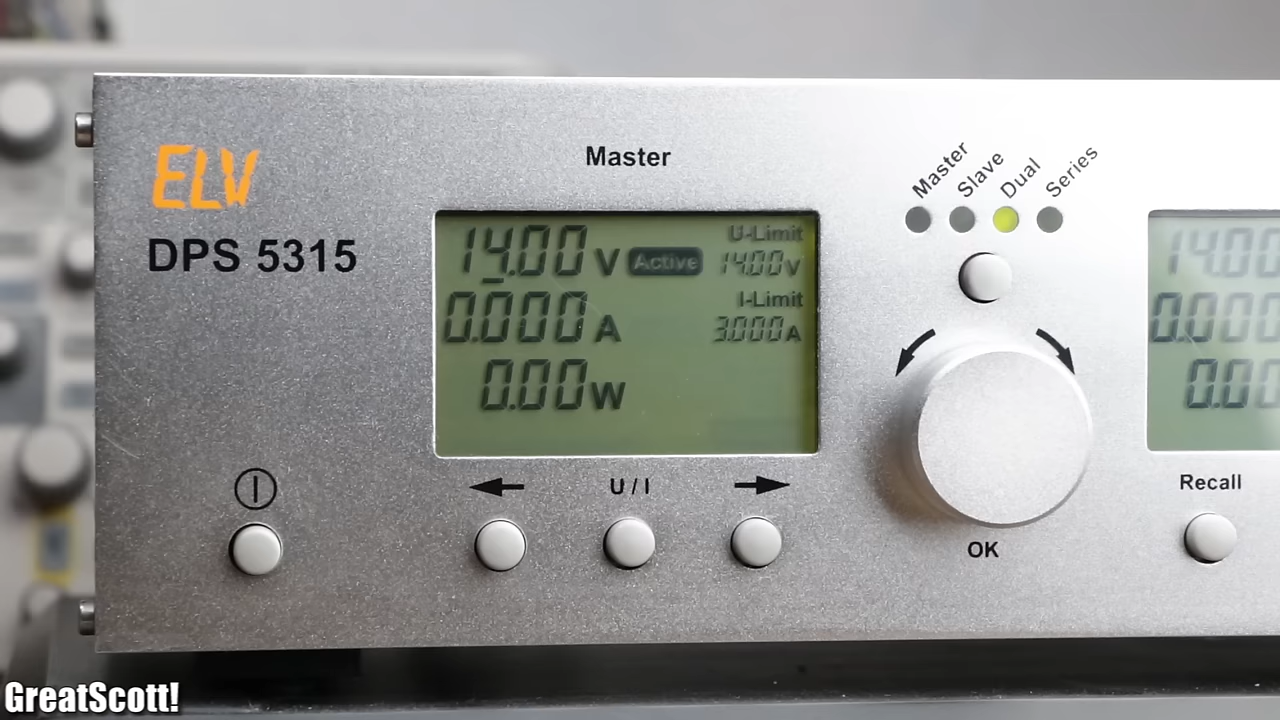 ELV
DPS 5315
Master
14.00 V Active U-Limit
14.00 V
0.000 A I-Limit
3.000 A
0.00 W
U / I
Master Slave Dual Series
OK
14.00
0.000
0.00
Recall
GreatScott!